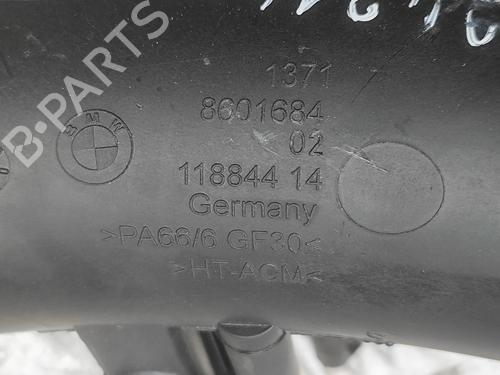 1371
8601684
02
BMW
B-PARTS
118844 14
Germany
>PA66/6 GF30<
>HT-ACM<